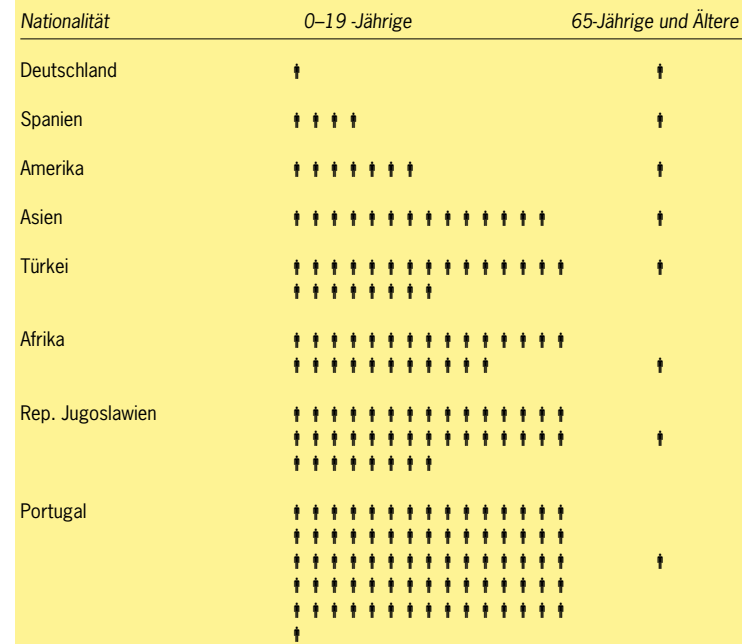 Nationalität 0–19 -Jährige 65-Jährige und Ältere
Deutschland
Spanien
Amerika
Asien
Türkei
Afrika
Rep. Jugoslawien
Portugal